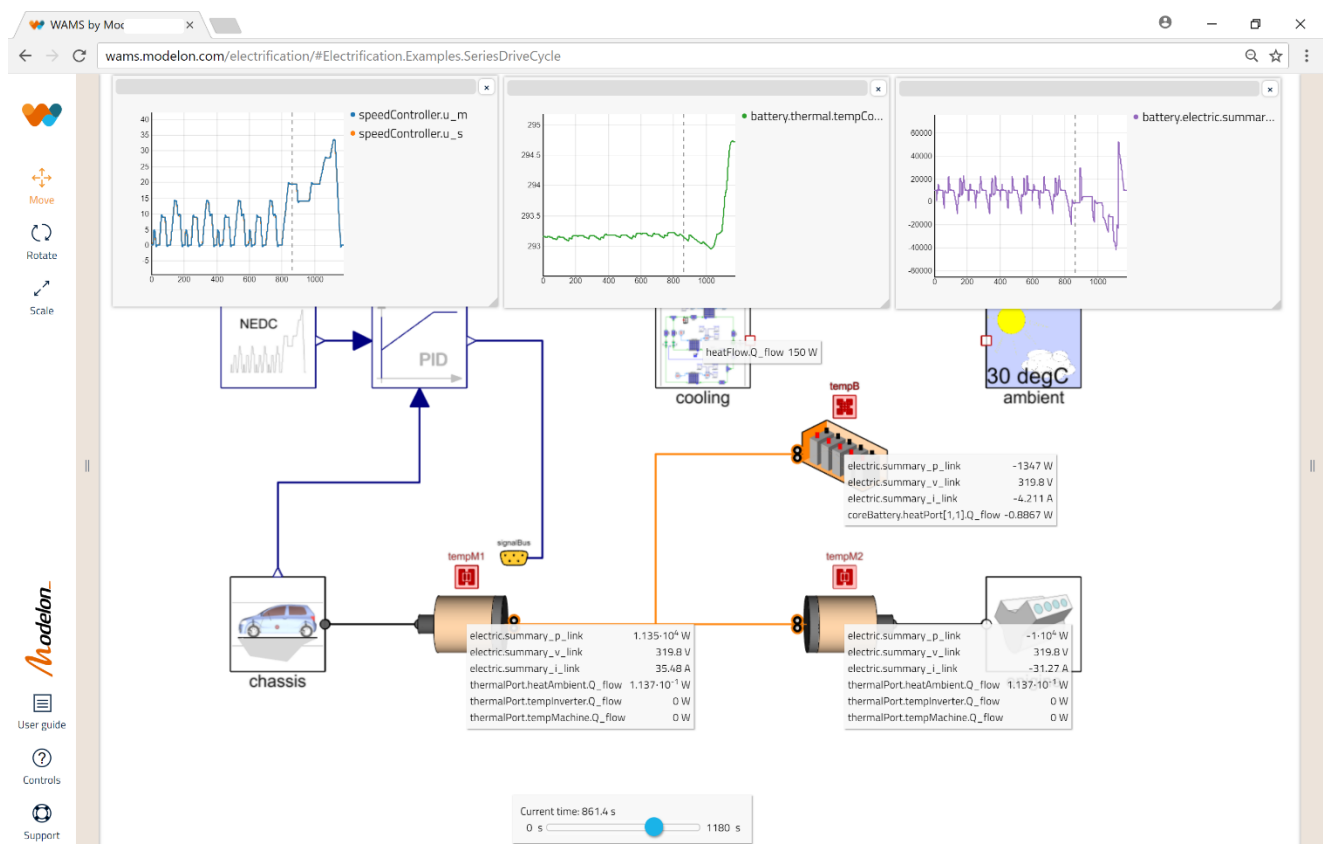 WAMS by Moc
wams.modelon.com/electrification/#Electrification.Examples.SeriesDriveCycle
Move
Rotate
Scale
Modelon
User guide
Controls
Support
40
35
30
25
20
15
10
5
0
-5
0 200 400 600 800 1000
speedController.u_m
speedController.u_s
295
294.5
294
293.5
293
0 200 400 600 800 1000
battery.thermal.tempCo...
60000
40000
20000
0
-20000
-40000
-60000
0 200 400 600 800 1000
battery.electric.summar...
NEDC
PID
heatFlow.Q_flow 150 W
cooling
30 degC
ambient
tempB
electric.summary_p_link -1347 W
electric.summary_v_link 319.8 V
electric.summary_i_link -4.211 A
coreBattery.heatPort[1,1].Q_flow -0.8867 W
signalBus
tempM1
tempM2
chassis
electric.summary_p_link 1.135·10⁴ W
electric.summary_v_link 319.8 V
electric.summary_i_link 35.48 A
thermalPort.heatAmbient.Q_flow 1.137·10⁻¹ W
thermalPort.tempInverter.Q_flow 0 W
thermalPort.tempMachine.Q_flow 0 W
electric.summary_p_link -1·10⁴ W
electric.summary_v_link 319.8 V
electric.summary_i_link -31.27 A
thermalPort.heatAmbient.Q_flow 1.137·10⁻¹ W
thermalPort.tempInverter.Q_flow 0 W
thermalPort.tempMachine.Q_flow 0 W
Current time: 861.4 s
0 s 1180 s